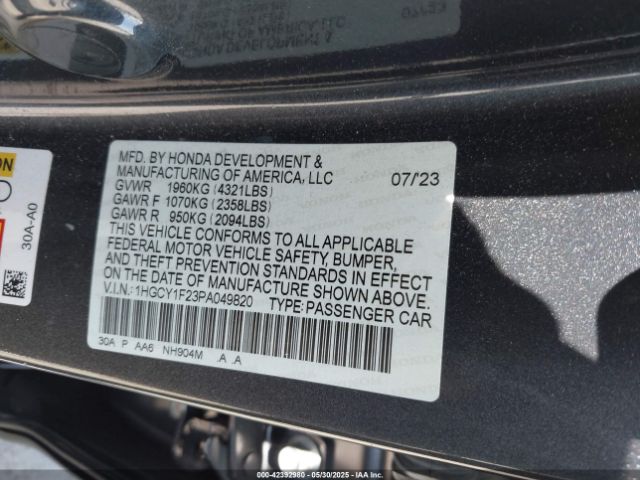 MFD. BY HONDA DEVELOPMENT &
MANUFACTURING OF AMERICA, LLC 07/23
GVWR 1960KG (4321LBS)
GAWR F 1070KG (2358LBS)
GAWR R 950KG (2094LBS)
THIS VEHICLE CONFORMS TO ALL APPLICABLE
FEDERAL MOTOR VEHICLE SAFETY, BUMPER,
AND THEFT PREVENTION STANDARDS IN EFFECT
ON THE DATE OF MANUFACTURE SHOWN ABOVE.
V.I.N.: 1HGCY1F23PA049820 TYPE: PASSENGER CAR
30A P AA6 NH904M .A .A
30A-A0
000-42392980 - 05/30/2025 - IAA Inc.